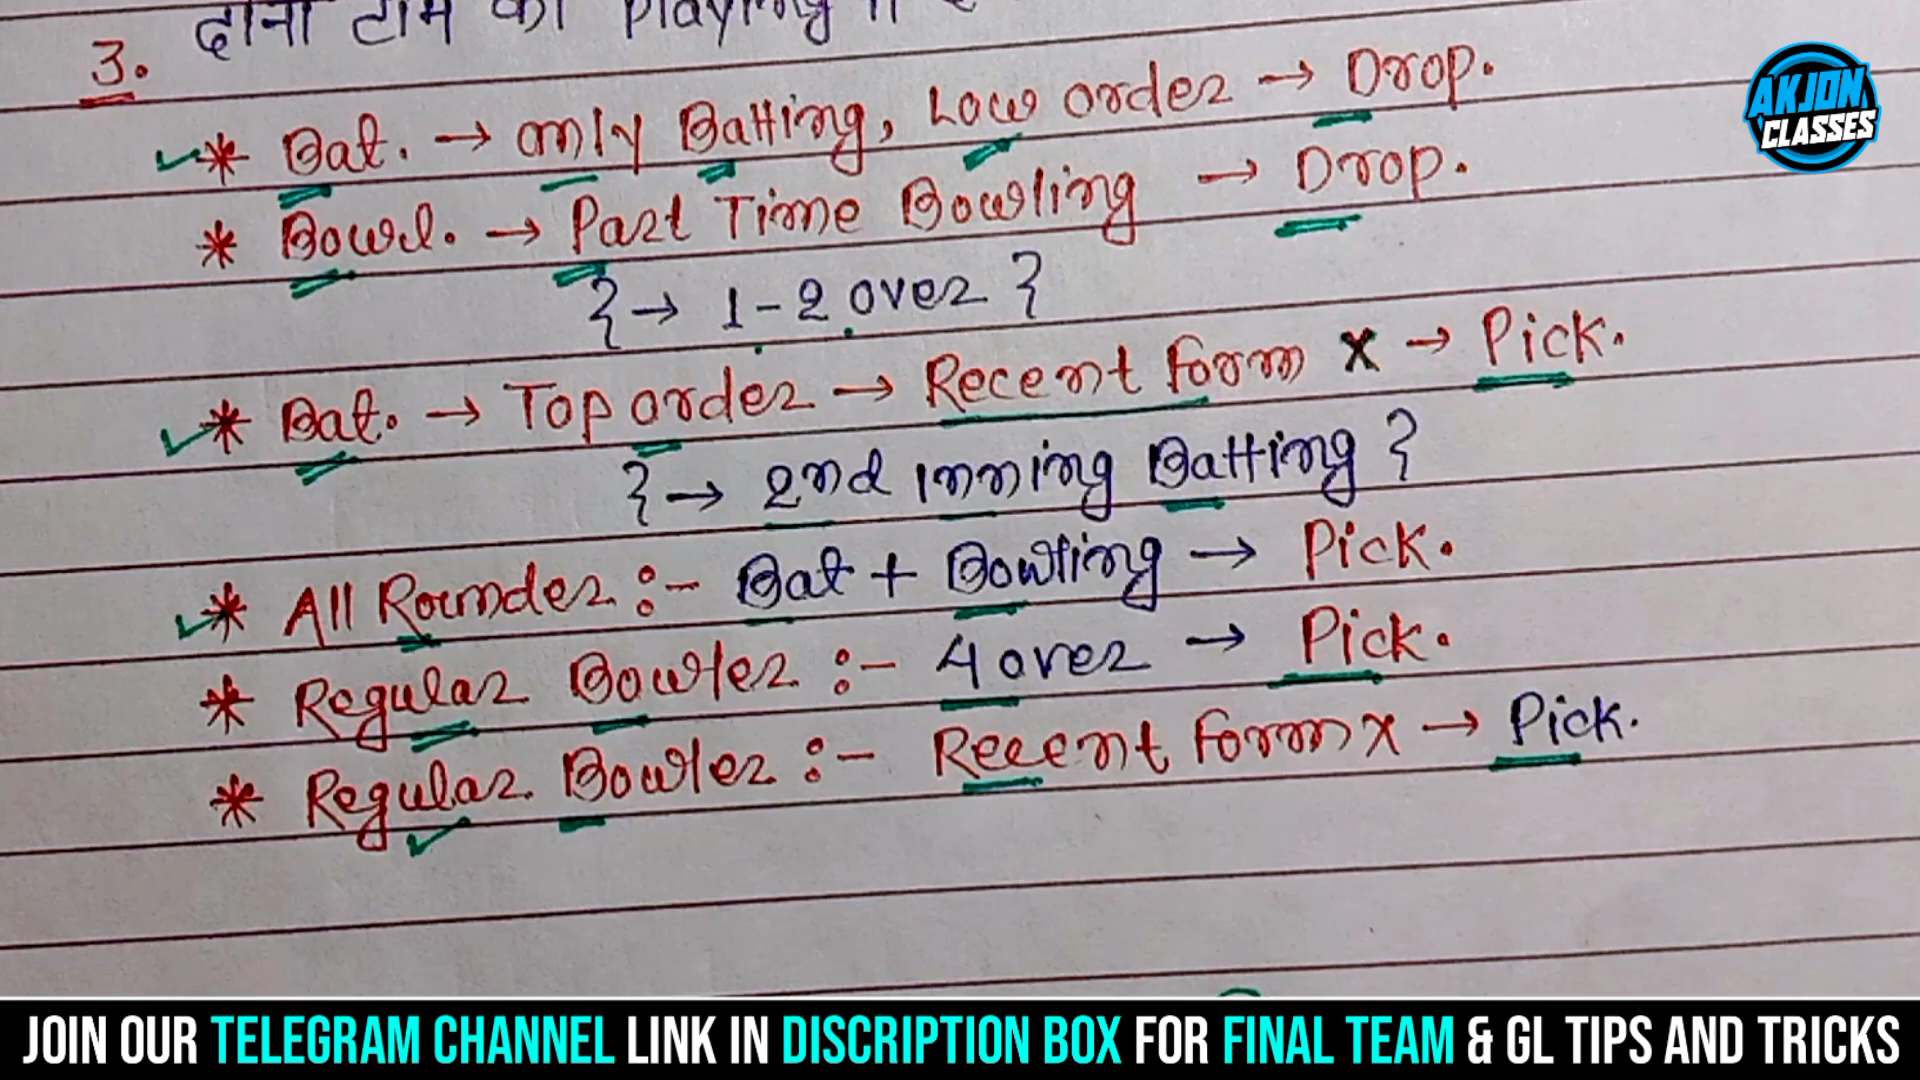 3. दोनो टीम का Playing 11
* Bat. → only Batting, Low order → Drop.
* Bowl. → Part Time Bowling → Drop.
{ → 1-2 over }
* Bat. → Top order → Recent form x → Pick.
{ → 2nd inning Batting }
* All Rounder :- Bat + Bowling → Pick.
* Regular Bowler :- 4 over → Pick.
* Regular Bowler :- Recent form x → Pick.
AKJON
CLASSES
JOIN OUR TELEGRAM CHANNEL LINK IN DISCRIPTION BOX FOR FINAL TEAM & GL TIPS AND TRICKS